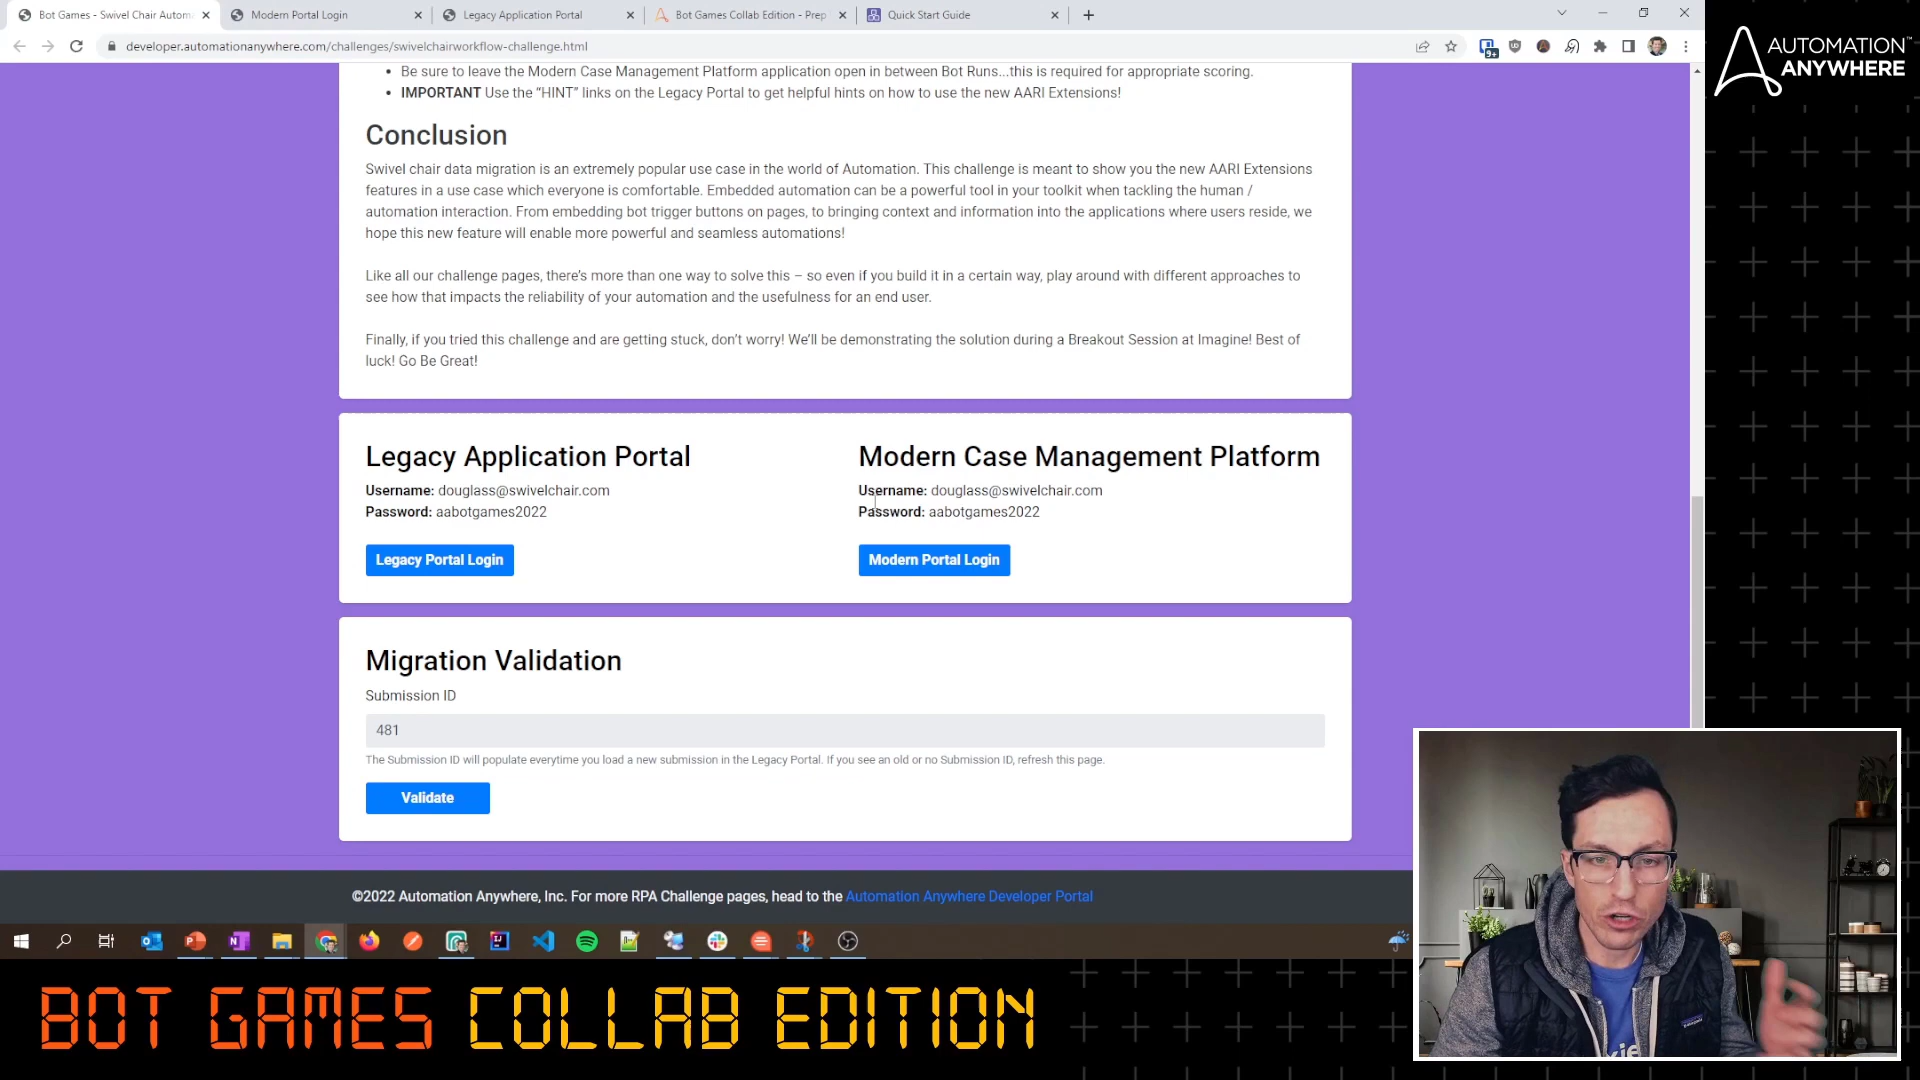 Bot Games - Swivel Chair Autom
Modern Portal Login
Legacy Application Portal
Bot Games Collab Edition - Prep
Quick Start Guide
developer.automationanywhere.com/challenges/swivelchairworkflow-challenge.html
9+
AUTOMATION
ANYWHERE
Be sure to leave the Modern Case Management Platform application open in between Bot Runs...this is required for appropriate scoring.
IMPORTANT Use the “HINT” links on the Legacy Portal to get helpful hints on how to use the new AARI Extensions!
Conclusion
Swivel chair data migration is an extremely popular use case in the world of Automation. This challenge is meant to show you the new AARI Extensions
features in a use case which everyone is comfortable. Embedded automation can be a powerful tool in your toolkit when tackling the human /
automation interaction. From embedding bot trigger buttons on pages, to bringing context and information into the applications where users reside, we
hope this new feature will enable more powerful and seamless automations!
Like all our challenge pages, there’s more than one way to solve this – so even if you build it in a certain way, play around with different approaches to
see how that impacts the reliability of your automation and the usefulness for an end user.
Finally, if you tried this challenge and are getting stuck, don’t worry! We’ll be demonstrating the solution during a Breakout Session at Imagine! Best of
luck! Go Be Great!
Legacy Application Portal
Username: douglass@swivelchair.com
Password: aabotgames2022
Legacy Portal Login
Modern Case Management Platform
Username: douglass@swivelchair.com
Password: aabotgames2022
Modern Portal Login
Migration Validation
Submission ID
481
The Submission ID will populate everytime you load a new submission in the Legacy Portal. If you see an old or no Submission ID, refresh this page.
Validate
©2022 Automation Anywhere, Inc. For more RPA Challenge pages, head to the Automation Anywhere Developer Portal
BOT GAMES COLLAB EDITION